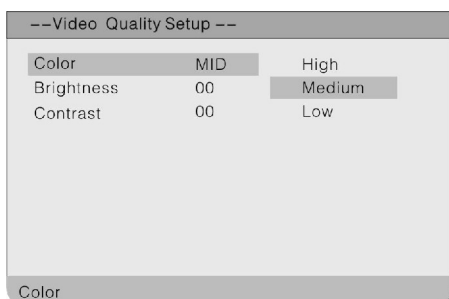 --Video Quality Setup --
Color MID High
Brightness 00 Medium
Contrast 00 Low
Color